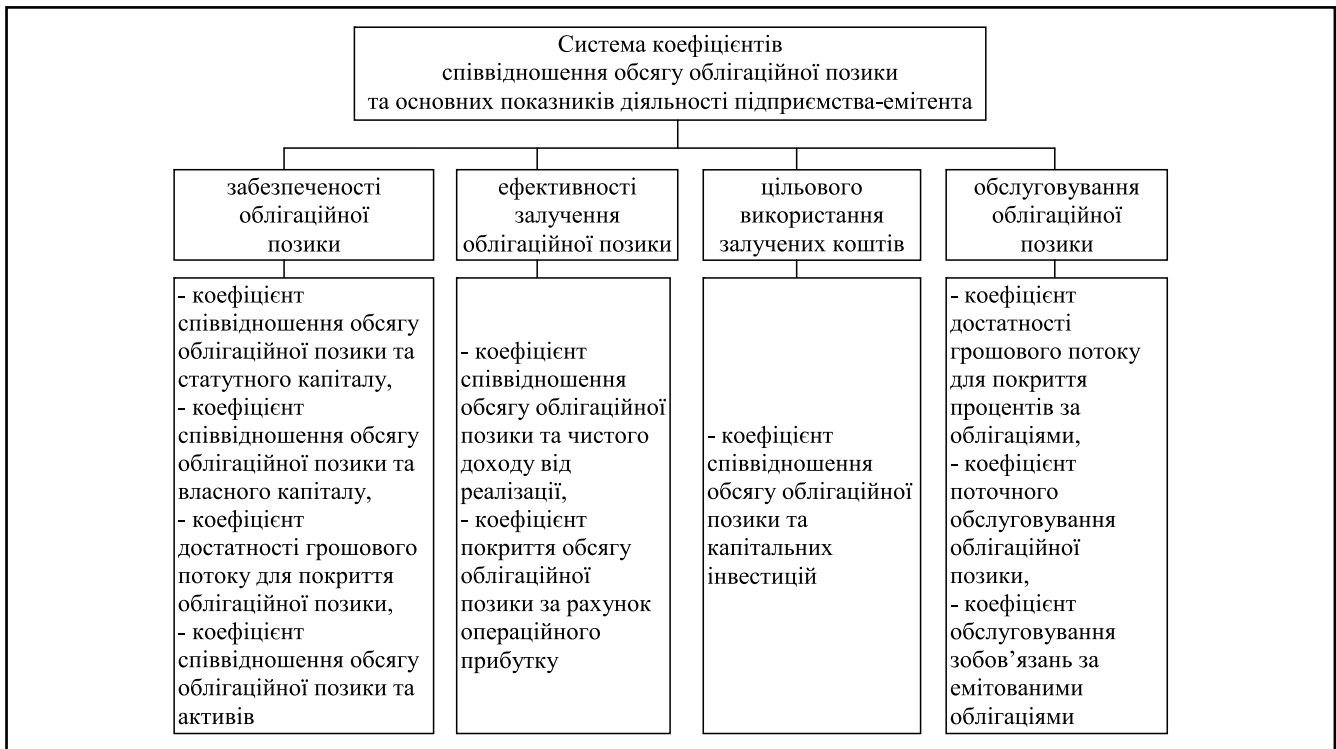 Система коефіцієнтів
співвідношення обсягу облігаційної позики
та основних показників діяльності підприємства-емітента
забезпеченості
облігаційної
позики
ефективності
залучення
облігаційної позики
цільового
використання
залучених коштів
обслуговування
облігаційної
позики
- коефіцієнт
співвідношення обсягу
облігаційної позики та
статутного капіталу,
- коефіцієнт
співвідношення обсягу
облігаційної позики та
власного капіталу,
- коефіцієнт
достатності грошового
потоку для покриття
облігаційної позики,
- коефіцієнт
співвідношення обсягу
облігаційної позики та
активів
- коефіцієнт
співвідношення
обсягу облігаційної
позики та чистого
доходу від
реалізації,
- коефіцієнт
покриття обсягу
облігаційної
позики за рахунок
операційного
прибутку
- коефіцієнт
співвідношення
обсягу облігаційної
позики та
капітальних
інвестицій
- коефіцієнт
достатності
грошового потоку
для покриття
процентів за
облігаціями,
- коефіцієнт
поточного
обслуговування
облігаційної
позики,
- коефіцієнт
обслуговування
зобов’язань за
емітованими
облігаціями